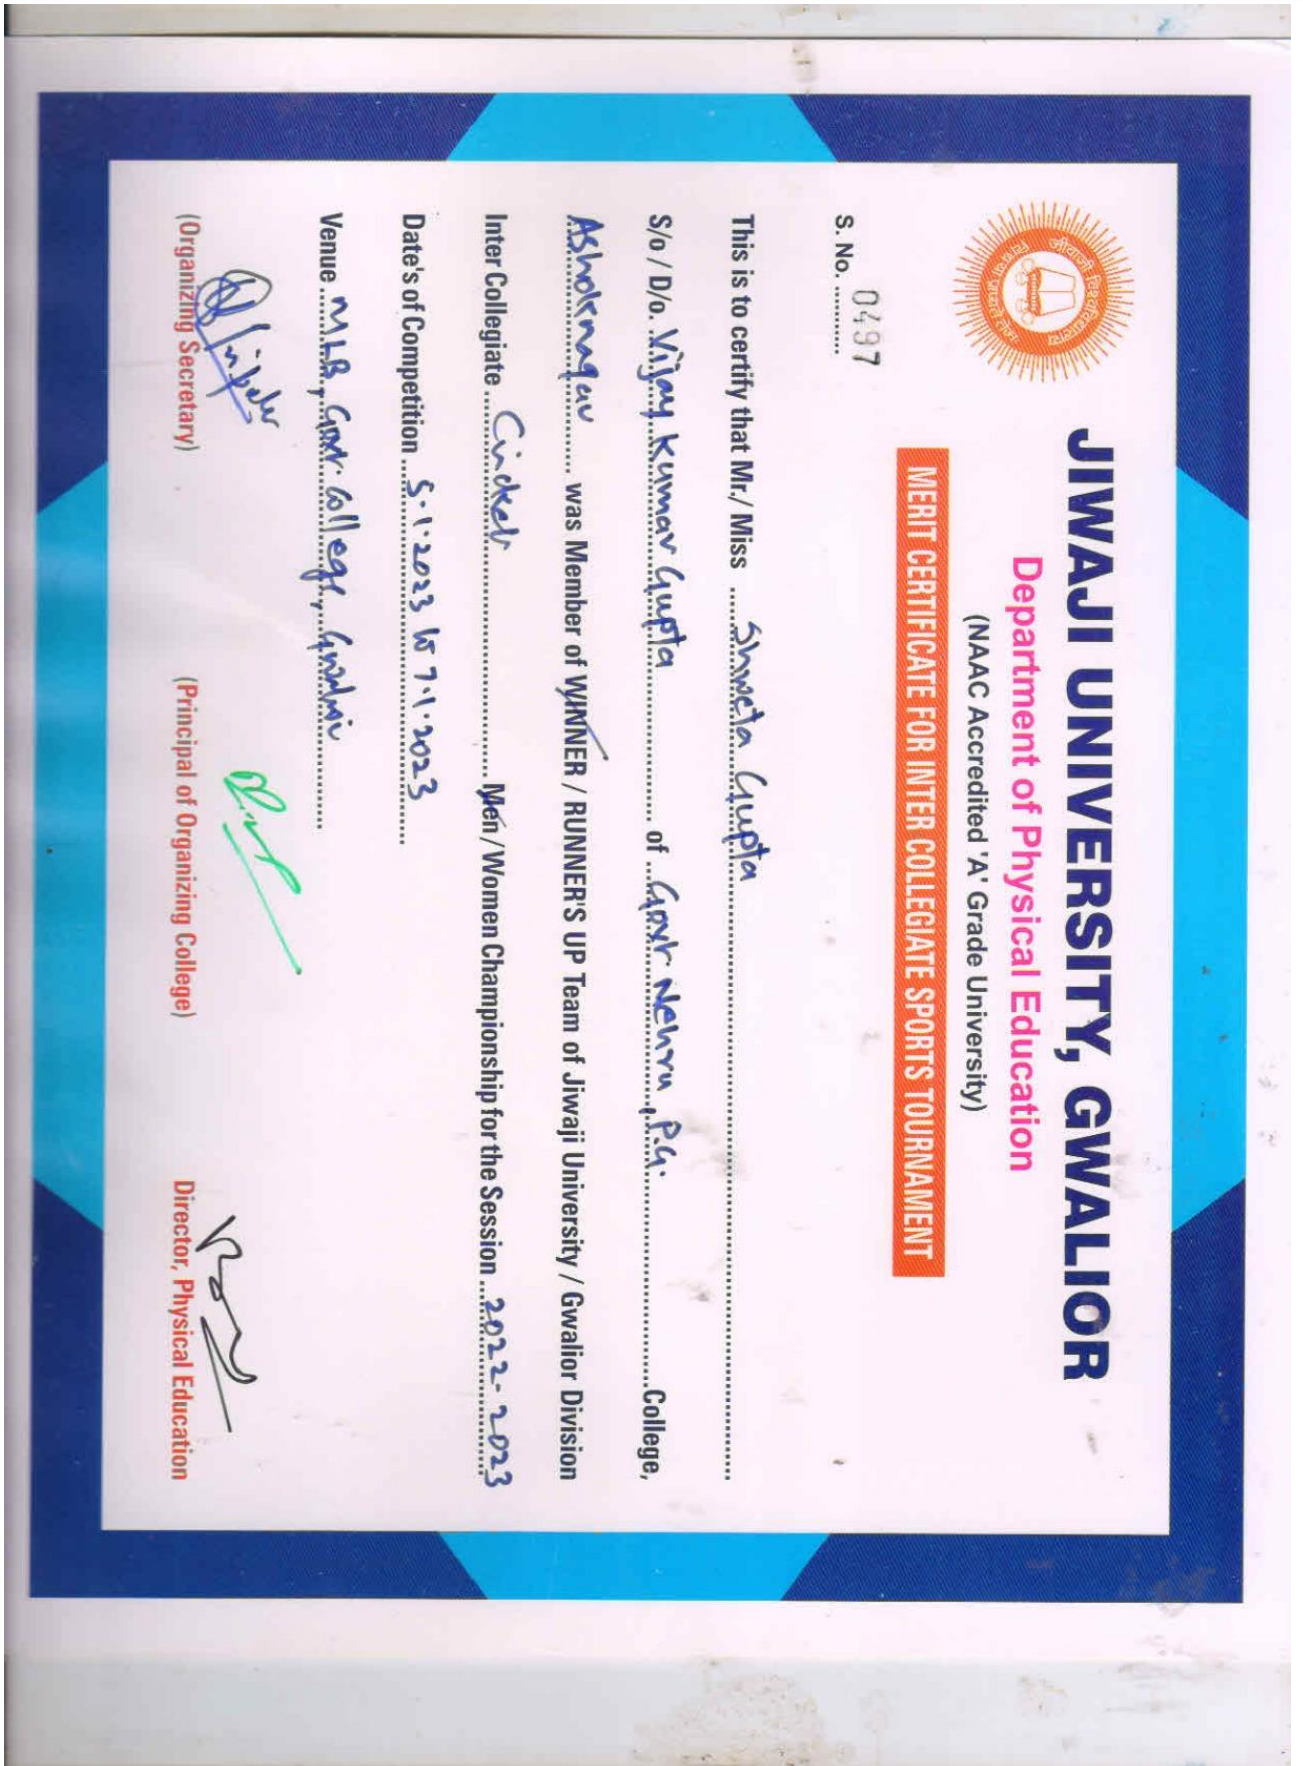 जीवाजी विश्वविद्यालय
JIWAJI UNIVERSITY, GWALIOR
Department of Physical Education
(NAAC Accredited 'A' Grade University)
MERIT CERTIFICATE FOR INTER COLLEGIATE SPORTS TOURNAMENT
S. No. 0497
This is to certify that Mr./ Miss Shweta Gupta
S/o / D/o. Vijay Kumar Gupta of Govt Nehru P.G. College,
Ashoknagar was Member of WINNER / RUNNER'S UP Team of Jiwaji University / Gwalior Division
Inter Collegiate Cricket Men / Women Championship for the Session 2022-2023
Date's of Competition 5.1.2023 to 7.1.2023
Venue MLB, Govt. College, Gwalior
(Organizing Secretary) (Principal of Organizing College) Director, Physical Education